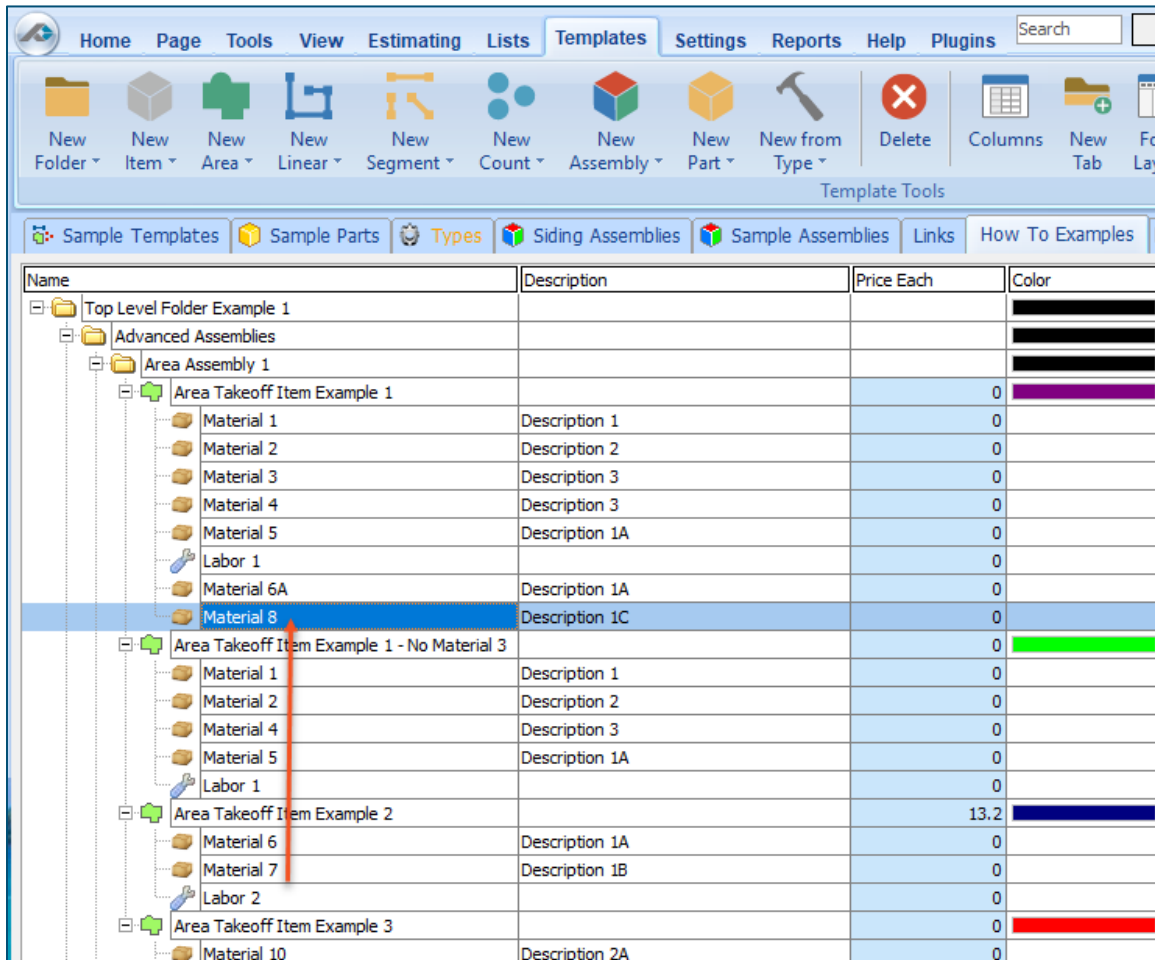 Home Page Tools View Estimating Lists Templates Settings Reports Help Plugins Search
New Folder
New Item
New Area
New Linear
New Segment
New Count
New Assembly
New Part
New from Type
Delete
Columns
New Tab
Template Tools
Sample Templates Sample Parts Types Siding Assemblies Sample Assemblies Links How To Examples
Name Description Price Each Color
Top Level Folder Example 1
Advanced Assemblies
Area Assembly 1
Area Takeoff Item Example 1 0
Material 1 Description 1 0
Material 2 Description 2 0
Material 3 Description 3 0
Material 4 Description 3 0
Material 5 Description 1A 0
Labor 1 0
Material 6A Description 1A 0
Material 8 Description 1C 0
Area Takeoff Item Example 1 - No Material 3 0
Material 1 Description 1 0
Material 2 Description 2 0
Material 4 Description 3 0
Material 5 Description 1A 0
Labor 1 0
Area Takeoff Item Example 2 13.2
Material 6 Description 1A 0
Material 7 Description 1B 0
Labor 2 0
Area Takeoff Item Example 3 0
Material 10 Description 2A 0